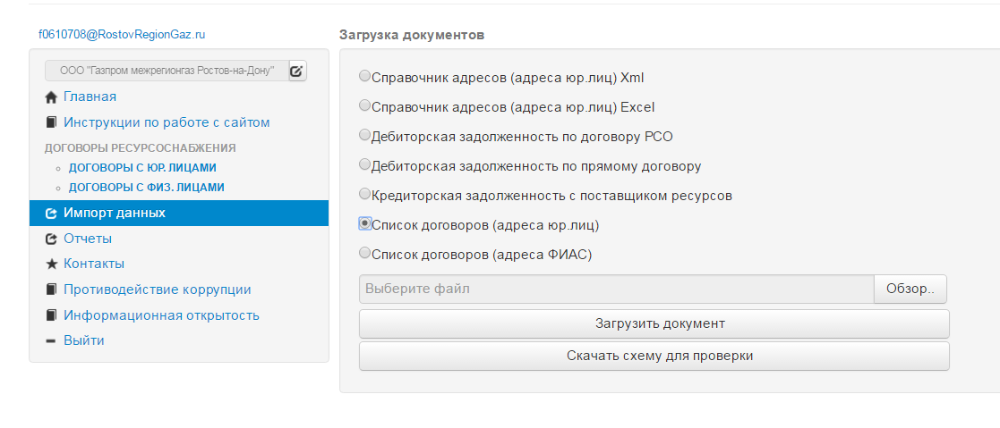 f0610708@RostovRegionGaz.ru
ООО "Газпром межрегионгаз Ростов-на-Дону"
Главная
Инструкции по работе с сайтом
ДОГОВОРЫ РЕСУРСОСНАБЖЕНИЯ
ДОГОВОРЫ С ЮР. ЛИЦАМИ
ДОГОВОРЫ С ФИЗ. ЛИЦАМИ
Импорт данных
Отчеты
Контакты
Противодействие коррупции
Информационная открытость
Выйти
Загрузка документов
Справочник адресов (адреса юр.лиц) Xml
Справочник адресов (адреса юр.лиц) Excel
Дебиторская задолженность по договору РСО
Дебиторская задолженность по прямому договору
Кредиторская задолженность с поставщиком ресурсов
Список договоров (адреса юр.лиц)
Список договоров (адреса ФИАС)
Выберите файл
Обзор..
Загрузить документ
Скачать схему для проверки